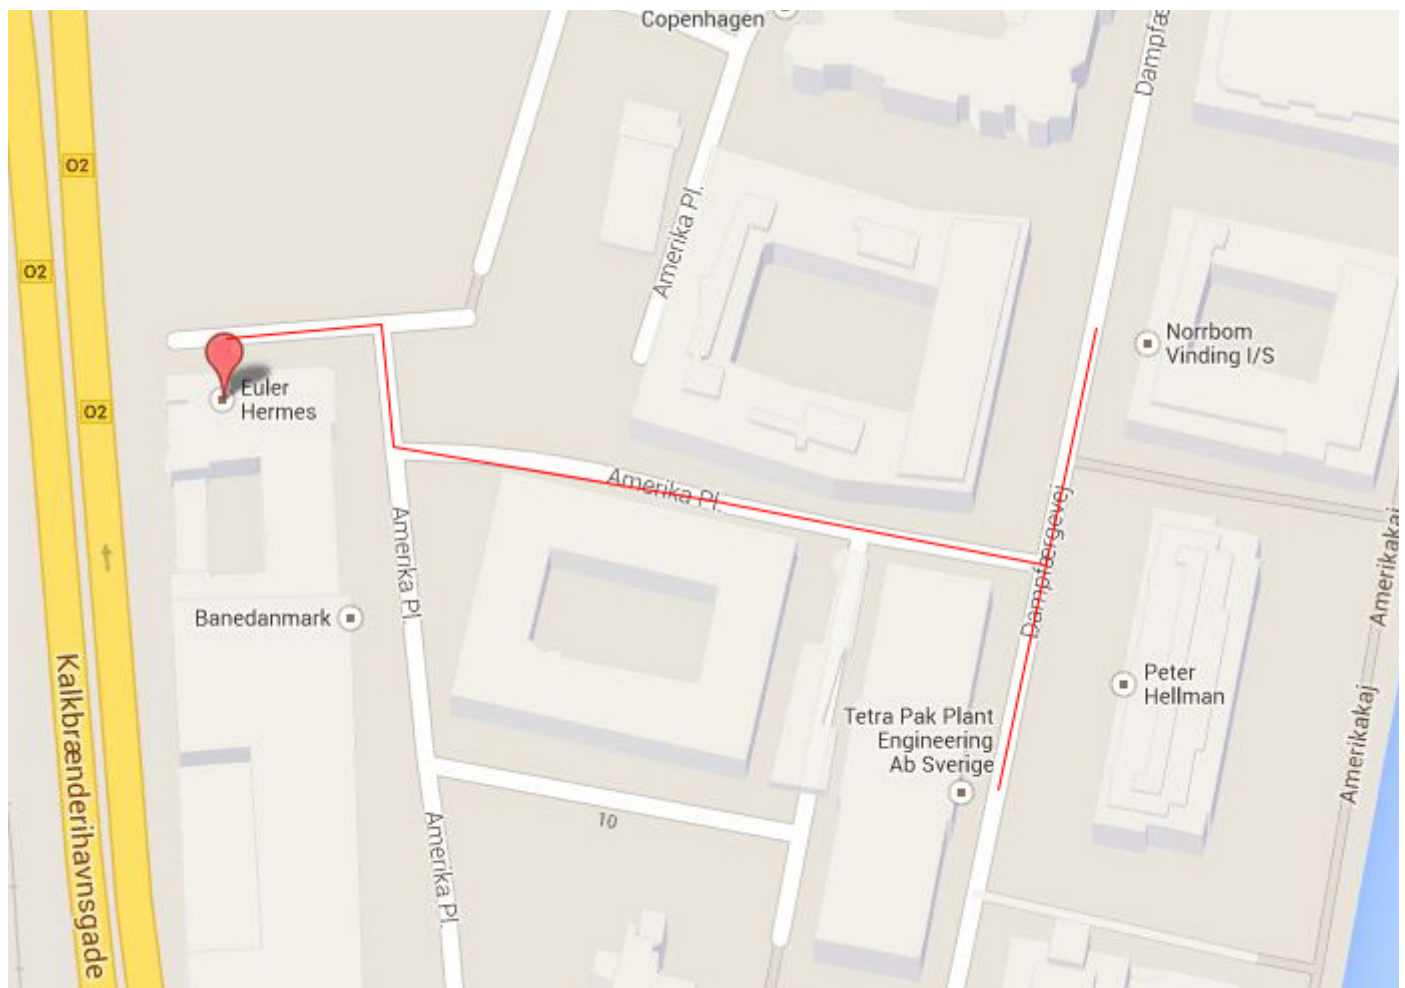 Copenhagen
Dampfæ
O2
O2
Amerika Pl.
Norrbom
Vinding I/S
Euler
Hermes
O2
Amerika Pl.
Dampfærgevej
Amerikakaj
Amerika Pl.
Banedanmark
Peter
Hellman
Kalkbrænderihavnsgade
Tetra Pak Plant
Engineering
Ab Sverige
Amerikakaj
10
Amerika Pl.